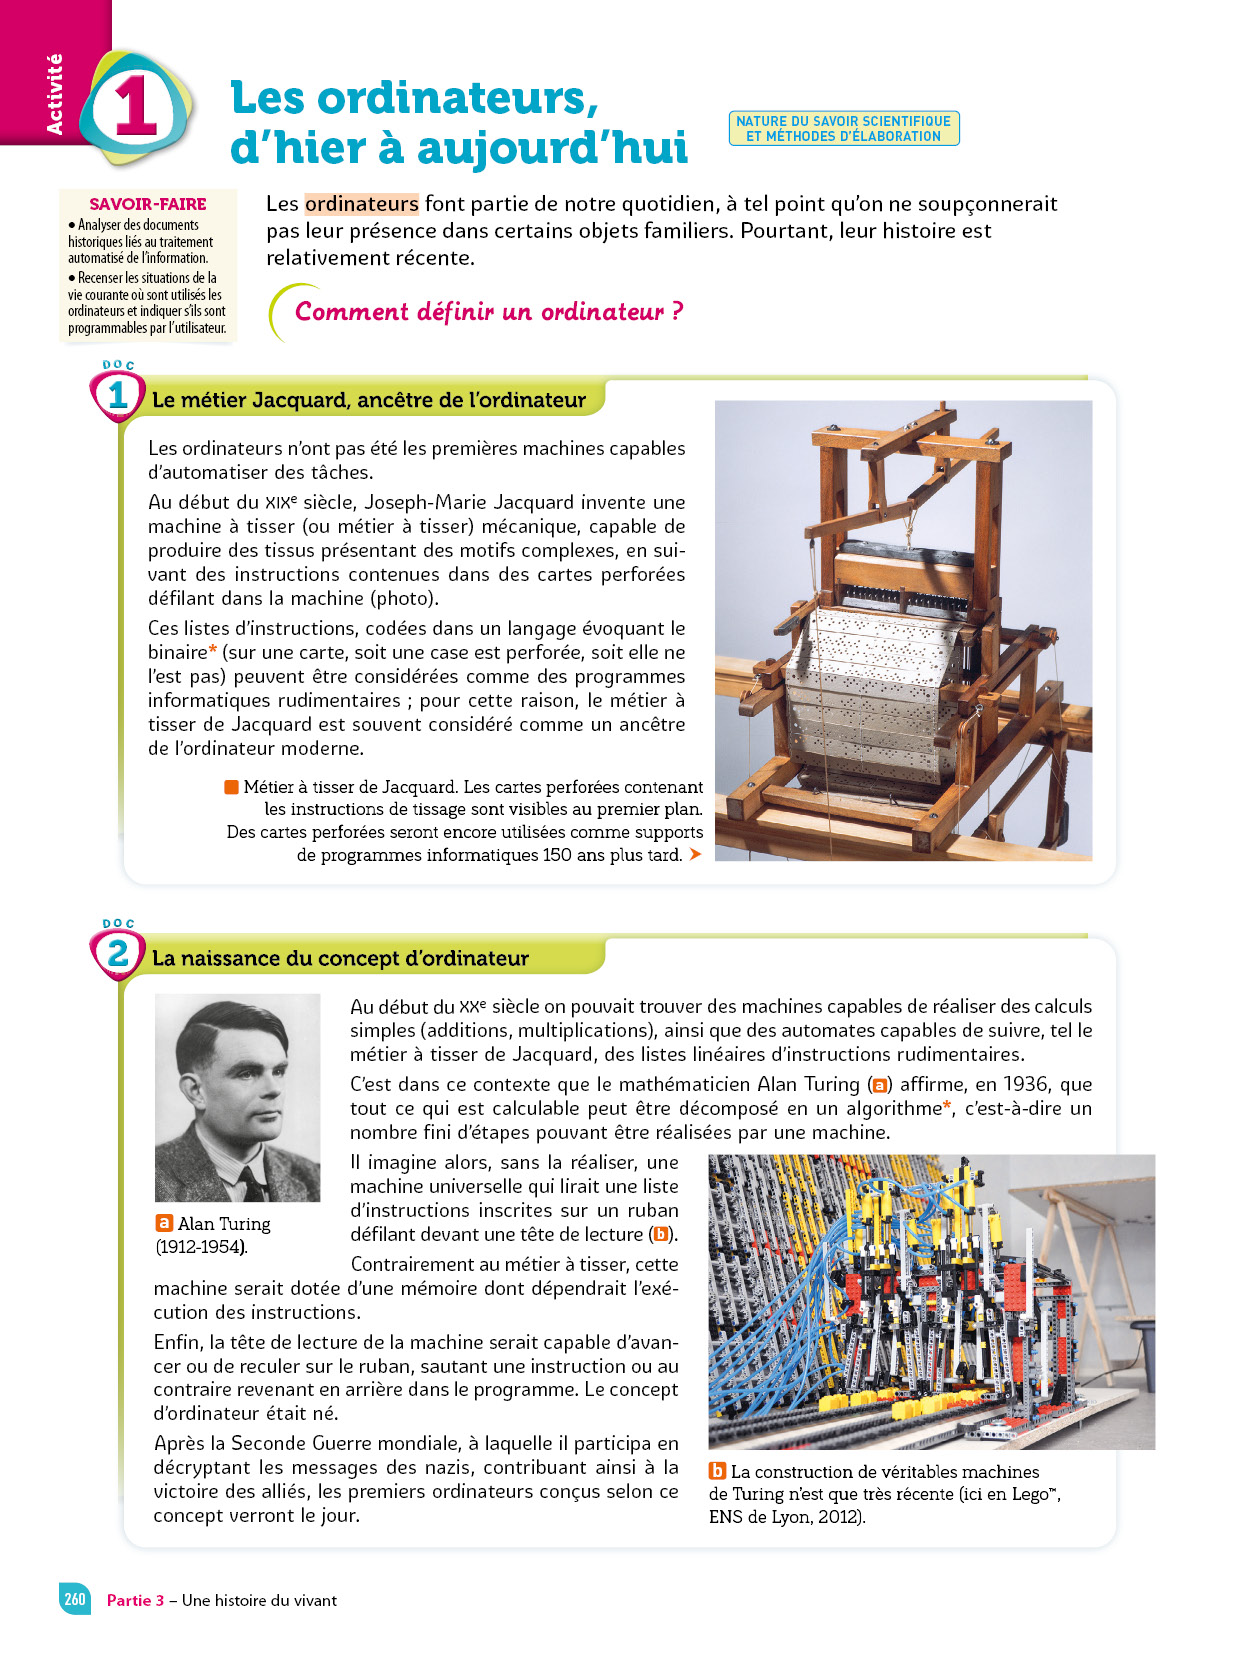 Activité
1
Les ordinateurs,
d’hier à aujourd’hui
NATURE DU SAVOIR SCIENTIFIQUE
ET MÉTHODES D’ÉLABORATION
SAVOIR-FAIRE
• Analyser des documents
historiques liés au traitement
automatisé de l’information.
• Recenser les situations de la
vie courante où sont utilisés les
ordinateurs et indiquer s’ils sont
programmables par l’utilisateur.
Les ordinateurs font partie de notre quotidien, à tel point qu’on ne soupçonnerait
pas leur présence dans certains objets familiers. Pourtant, leur histoire est
relativement récente.
Comment définir un ordinateur ?
DOC
1
Le métier Jacquard, ancêtre de l’ordinateur
Les ordinateurs n’ont pas été les premières machines capables
d’automatiser des tâches.
Au début du XIXe siècle, Joseph-Marie Jacquard invente une
machine à tisser (ou métier à tisser) mécanique, capable de
produire des tissus présentant des motifs complexes, en sui-
vant des instructions contenues dans des cartes perforées
défilant dans la machine (photo).
Ces listes d’instructions, codées dans un langage évoquant le
binaire* (sur une carte, soit une case est perforée, soit elle ne
l’est pas) peuvent être considérées comme des programmes
informatiques rudimentaires ; pour cette raison, le métier à
tisser de Jacquard est souvent considéré comme un ancêtre
de l’ordinateur moderne.
Métier à tisser de Jacquard. Les cartes perforées contenant
les instructions de tissage sont visibles au premier plan.
Des cartes perforées seront encore utilisées comme supports
de programmes informatiques 150 ans plus tard.
DOC
2
La naissance du concept d’ordinateur
Au début du XXe siècle on pouvait trouver des machines capables de réaliser des calculs
simples (additions, multiplications), ainsi que des automates capables de suivre, tel le
métier à tisser de Jacquard, des listes linéaires d’instructions rudimentaires.
C’est dans ce contexte que le mathématicien Alan Turing (a) affirme, en 1936, que
tout ce qui est calculable peut être décomposé en un algorithme*, c’est-à-dire un
nombre fini d’étapes pouvant être réalisées par une machine.
Il imagine alors, sans la réaliser, une
machine universelle qui lirait une liste
d’instructions inscrites sur un ruban
défilant devant une tête de lecture (b).
a Alan Turing
(1912-1954).
Contrairement au métier à tisser, cette
machine serait dotée d’une mémoire dont dépendrait l’exé-
cution des instructions.
Enfin, la tête de lecture de la machine serait capable d’avan-
cer ou de reculer sur le ruban, sautant une instruction ou au
contraire revenant en arrière dans le programme. Le concept
d’ordinateur était né.
Après la Seconde Guerre mondiale, à laquelle il participa en
décryptant les messages des nazis, contribuant ainsi à la
victoire des alliés, les premiers ordinateurs conçus selon ce
concept verront le jour.
b La construction de véritables machines
de Turing n’est que très récente (ici en Lego™,
ENS de Lyon, 2012).
260 Partie 3 – Une histoire du vivant